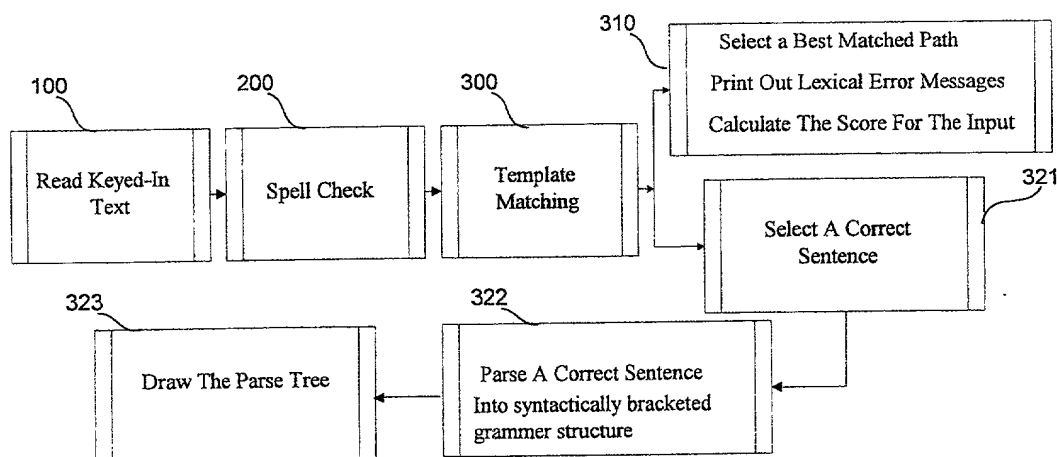 310
Select a Best Matched Path
Print Out Lexical Error Messages
Calculate The Score For The Input
100
Read Keyed-In
Text
200
Spell Check
300
Template
Matching
321
Select A Correct
Sentence
323
Draw The Parse Tree
322
Parse A Correct Sentence
Into syntactically bracketed
grammer structure